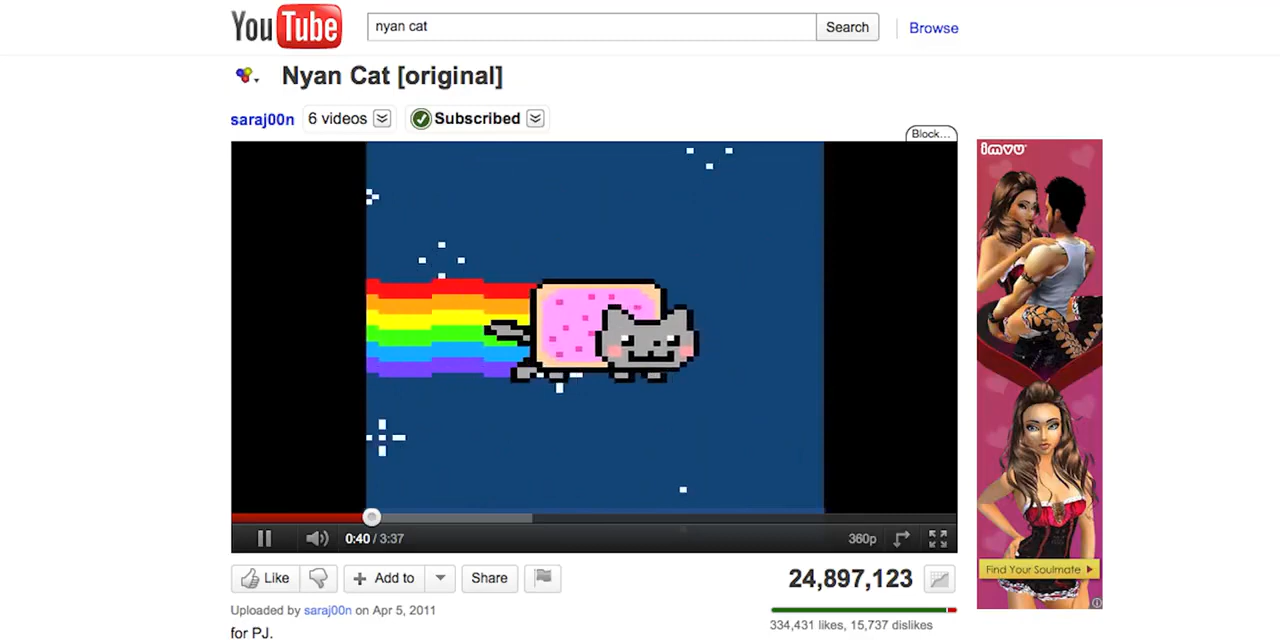 YouTube
nyan cat
Search
Browse
Nyan Cat [original]
saraj00n
6 videos
Subscribed
Block...
imvu
0:40 / 3:37
360p
Find Your Soulmate
Like
Add to
Share
24,897,123
Uploaded by saraj00n on Apr 5, 2011
334,431 likes, 15,737 dislikes
for PJ.